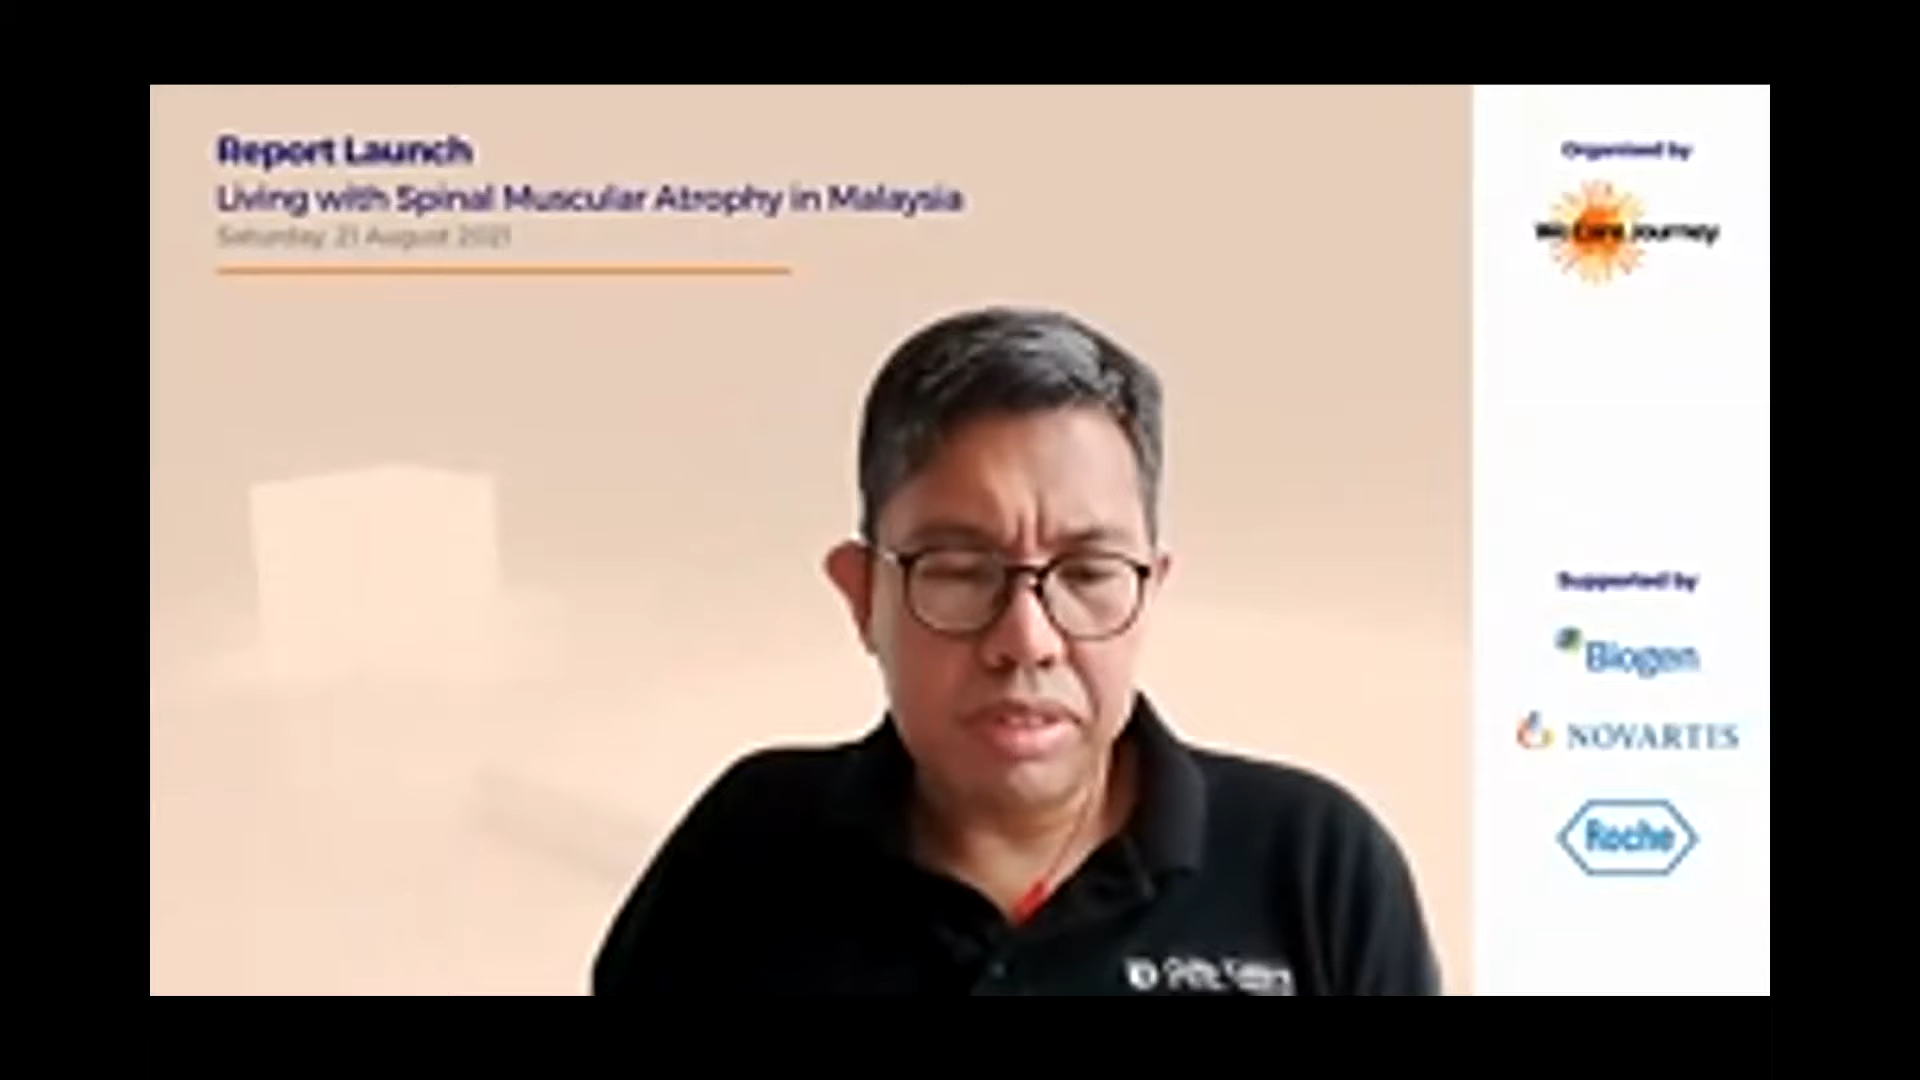 Report Launch
Living with Spinal Muscular Atrophy in Malaysia
Saturday, 21 August 2021
Organised by
We Care Journey
Supported by
Biogen
NOVARTIS
Roche